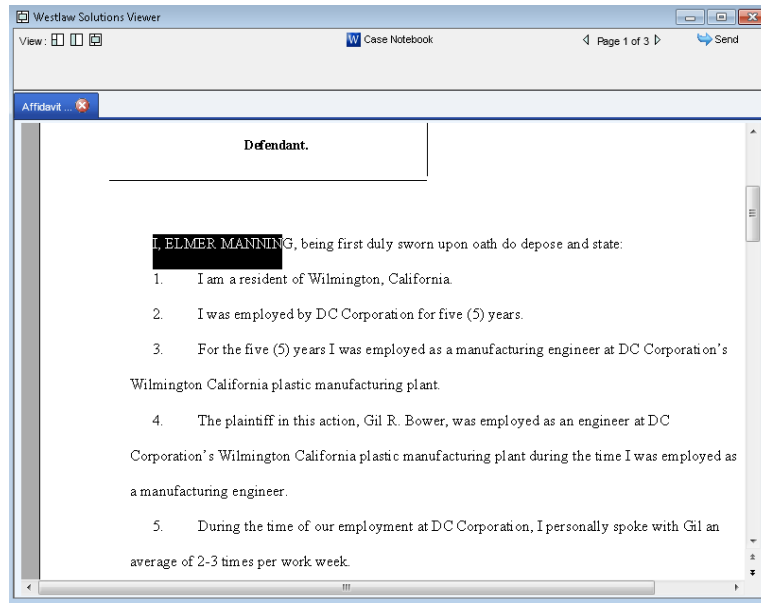 Westlaw Solutions Viewer
View :
W Case Notebook
Page 1 of 3
Send
Affidavit ...
Defendant.
I, ELMER MANNING, being first duly sworn upon oath do depose and state:
1. I am a resident of Wilmington, California.
2. I was employed by DC Corporation for five (5) years.
3. For the five (5) years I was employed as a manufacturing engineer at DC Corporation's
Wilmington California plastic manufacturing plant.
4. The plaintiff in this action, Gil R. Bower, was employed as an engineer at DC
Corporation's Wilmington California plastic manufacturing plant during the time I was employed as
a manufacturing engineer.
5. During the time of our employment at DC Corporation, I personally spoke with Gil an
average of 2-3 times per work week.